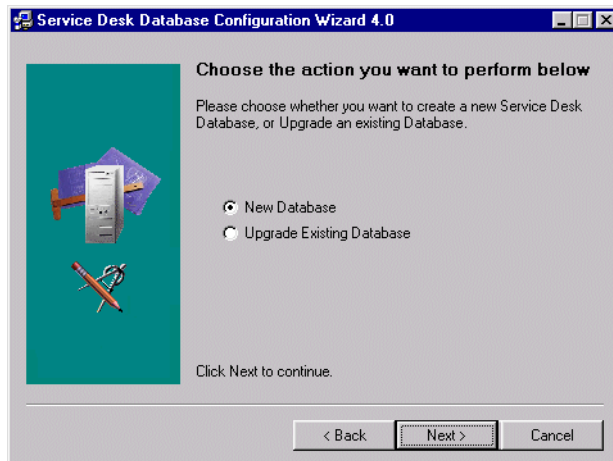 Service Desk Database Configuration Wizard 4.0
Choose the action you want to perform below
Please choose whether you want to create a new Service Desk
Database, or Upgrade an existing Database.
New Database
Upgrade Existing Database
Click Next to continue.
< Back Next > Cancel